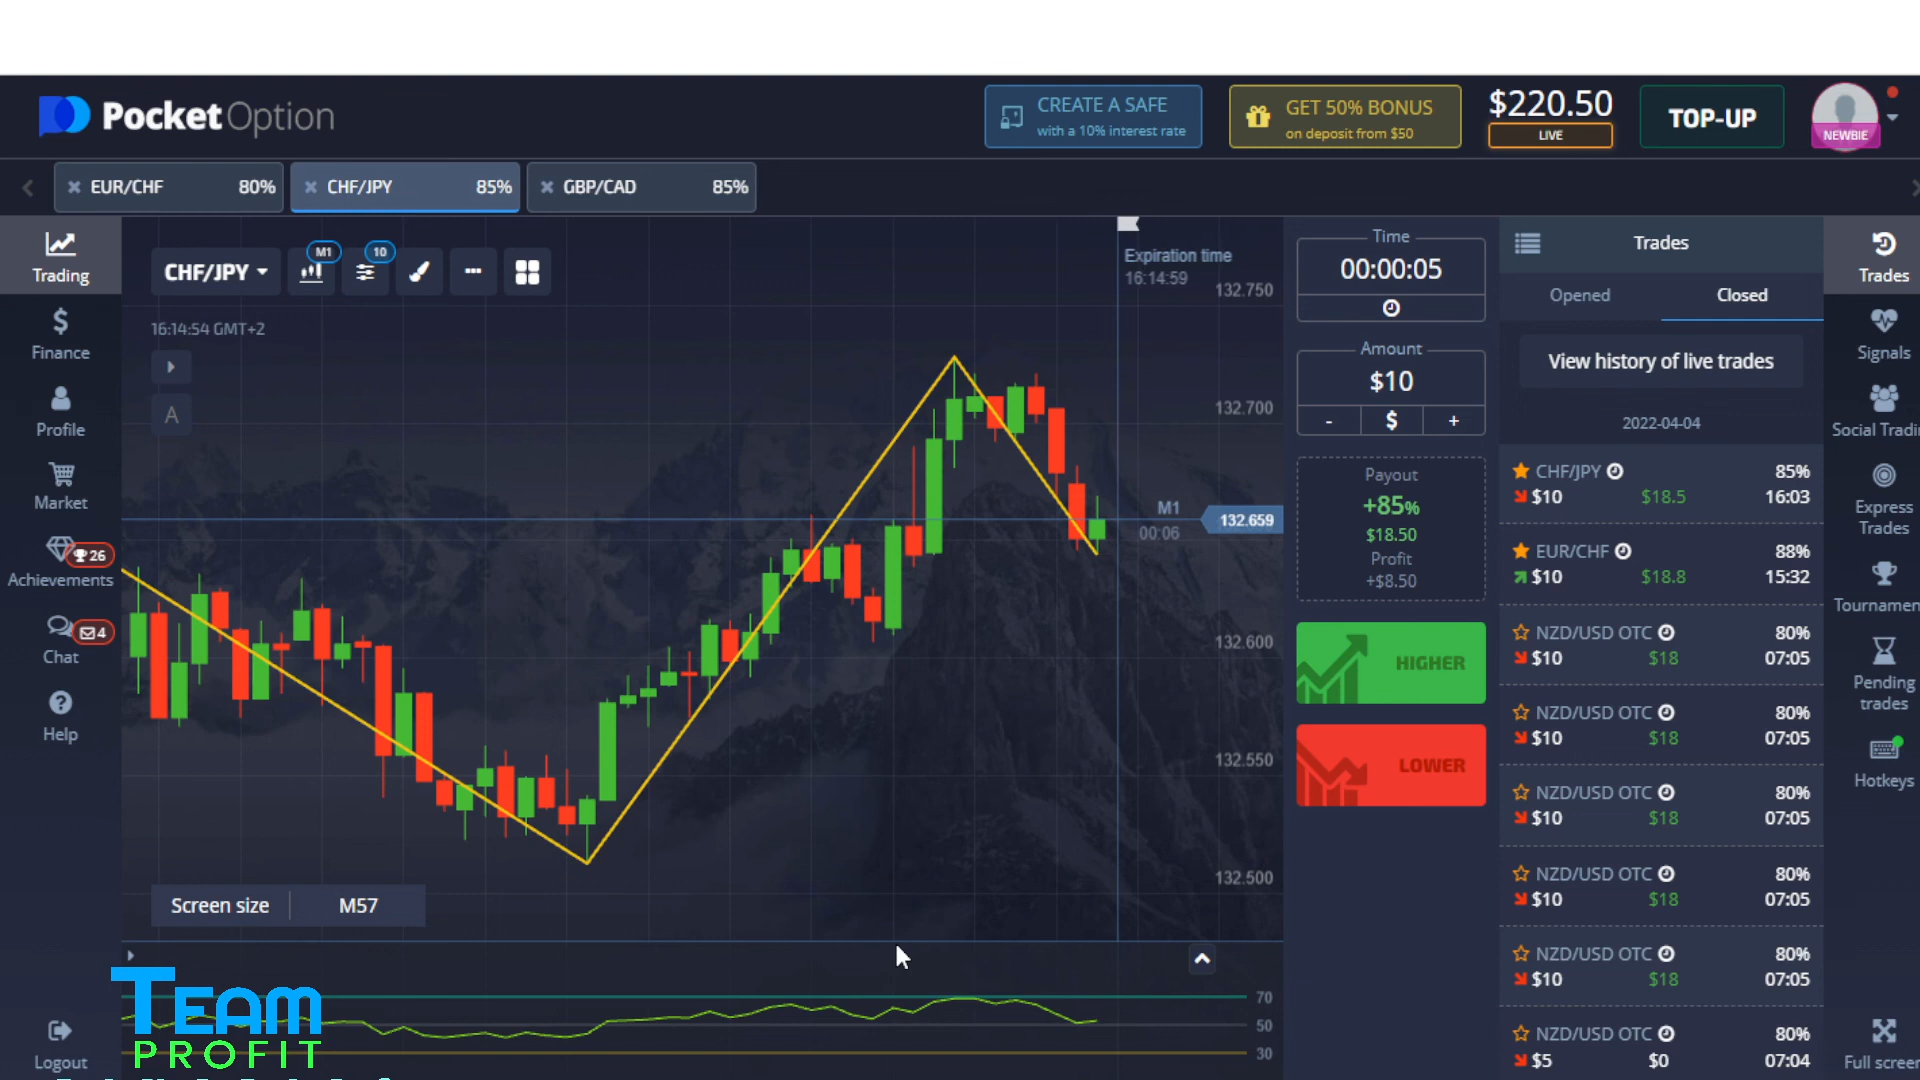 PocketOption
CREATE A SAFE
with a 10% interest rate
GET 50% BONUS
on deposit from $50
$220.50
LIVE
TOP-UP
NEWBIE
EUR/CHF 80%
CHF/JPY 85%
GBP/CAD 85%
Trading
Finance
Profile
Market
26
Achievements
4
Chat
Help
Logout
CHF/JPY
M1
10
16:14:54 GMT+2
A
Expiration time
16:14:59
132.750
132.700
M1
00:06
132.659
132.600
132.550
132.500
Screen size M57
70
50
30
TEAM
PROFIT
Time
00:00:05
Amount
$10
- $ +
Payout
+85%
$18.50
Profit
+$8.50
HIGHER
LOWER
Trades
Opened Closed
View history of live trades
2022-04-04
CHF/JPY 85%
$10 $18.5 16:03
EUR/CHF 88%
$10 $18.8 15:32
NZD/USD OTC 80%
$10 $18 07:05
NZD/USD OTC 80%
$10 $18 07:05
NZD/USD OTC 80%
$10 $18 07:05
NZD/USD OTC 80%
$10 $18 07:05
NZD/USD OTC 80%
$10 $18 07:05
NZD/USD OTC 80%
$5 $0 07:04
Trades
Signals
Social Tradi
Express
Trades
Tournamen
Pending
trades
Hotkeys
Full screen